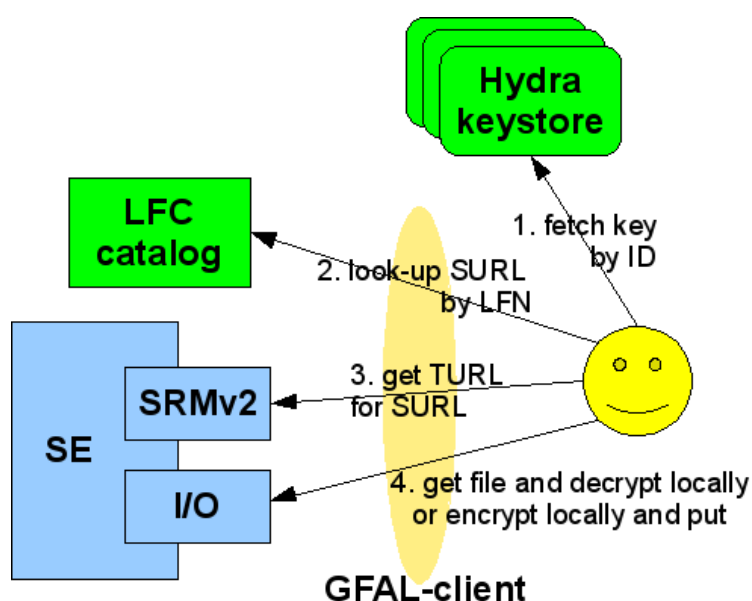 Hydra
keystore
LFC
catalog
1. fetch key
by ID
2. look-up SURL
by LFN
3. get TURL
for SURL
SRMv2
SE
I/O
4. get file and decrypt locally
or encrypt locally and put
GFAL-client